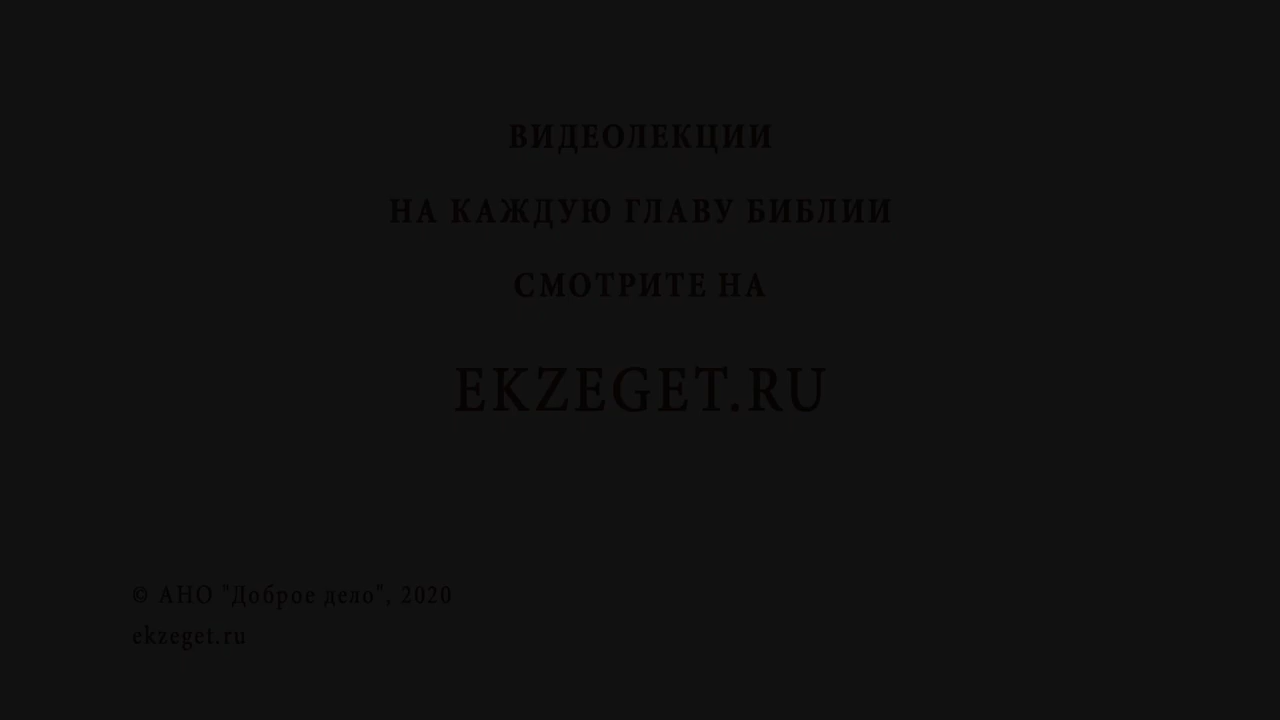 ВИДЕОЛЕКЦИИ
НА КАЖДУЮ ГЛАВУ БИБЛИИ
СМОТРИТЕ НА
EKZEGET.RU
© АНО "Доброе дело", 2020
ekzeget.ru